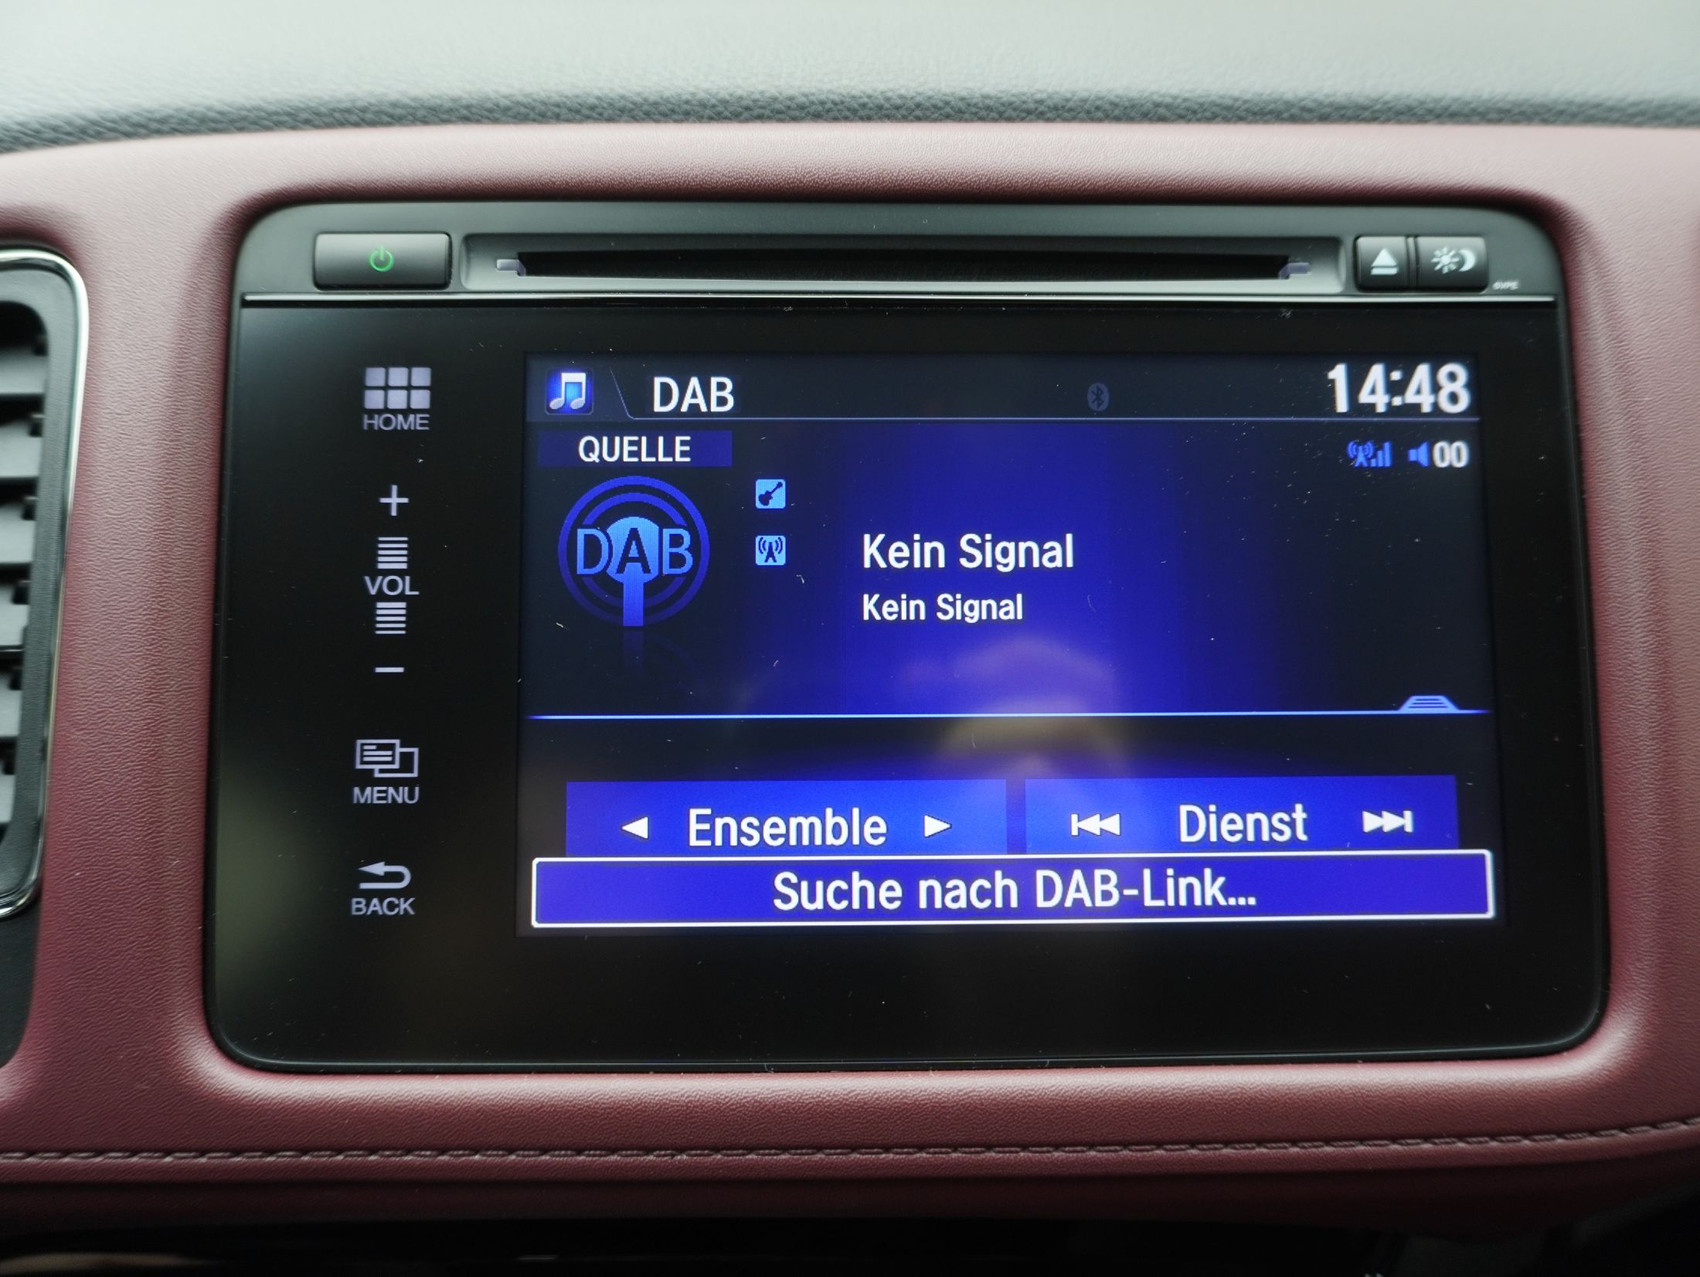 HOME
+
VOL
−
MENU
BACK
DAB
14:48
QUELLE
00
DAB
Kein Signal
Kein Signal
Ensemble
Dienst
Suche nach DAB-Link...